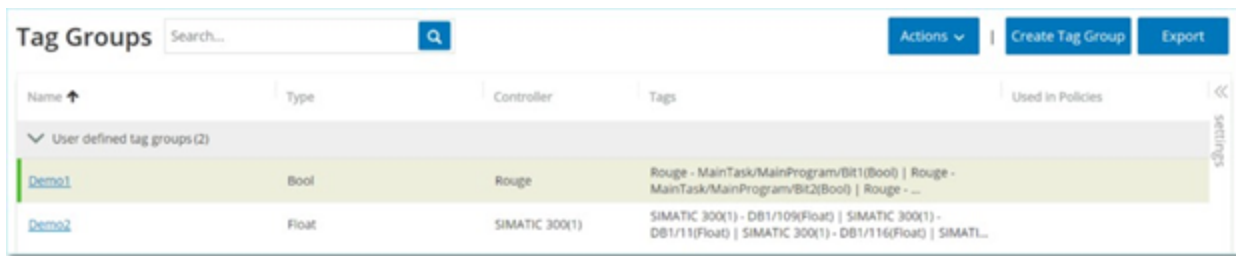 Tag Groups Search... Actions | Create Tag Group Export
Name Type Controller Tags Used in Policies
settings
User defined tag groups (2)
Demo1 Bool Rouge Rouge - MainTask/MainProgram/Bit1(Bool) | Rouge -
MainTask/MainProgram/Bit2(Bool) | Rouge - ...
Demo2 Float SIMATIC 300(1) SIMATIC 300(1) - DB1/109(Float) | SIMATIC 300(1) -
DB1/11(Float) | SIMATIC 300(1) - DB1/116(Float) | SIMATI...